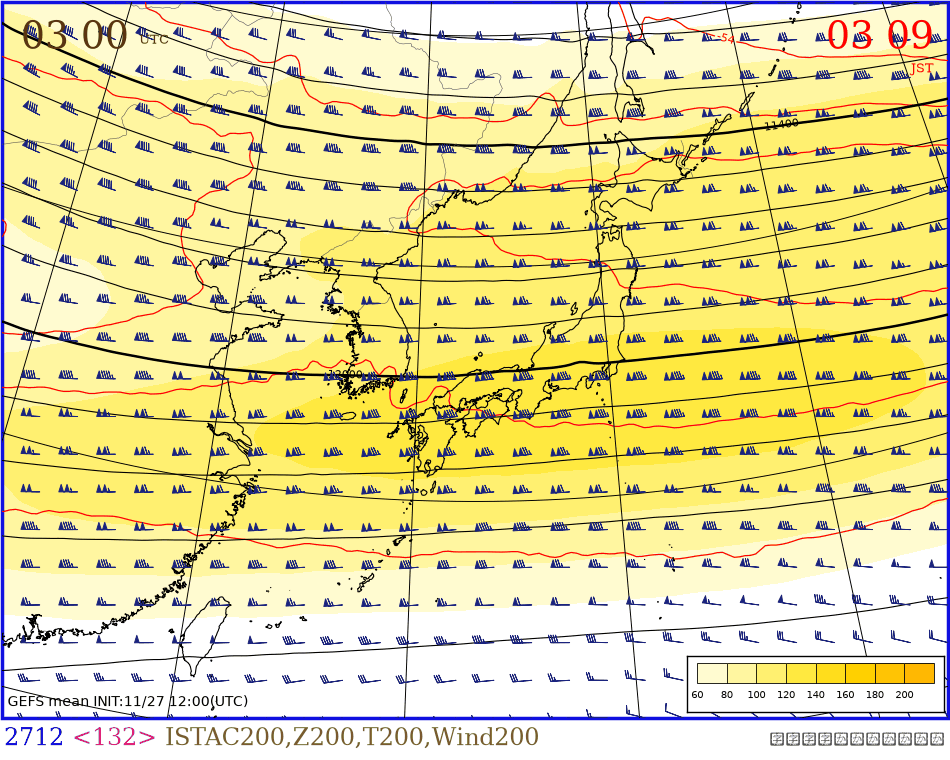 03 00 UTC
03 09
JST
-54
11400
12000
60 80 100 120 140 160 180 200
GEFS mean INIT:11/27 12:00(UTC)
2712 <132> ISTAC200,Z200,T200,Wind200